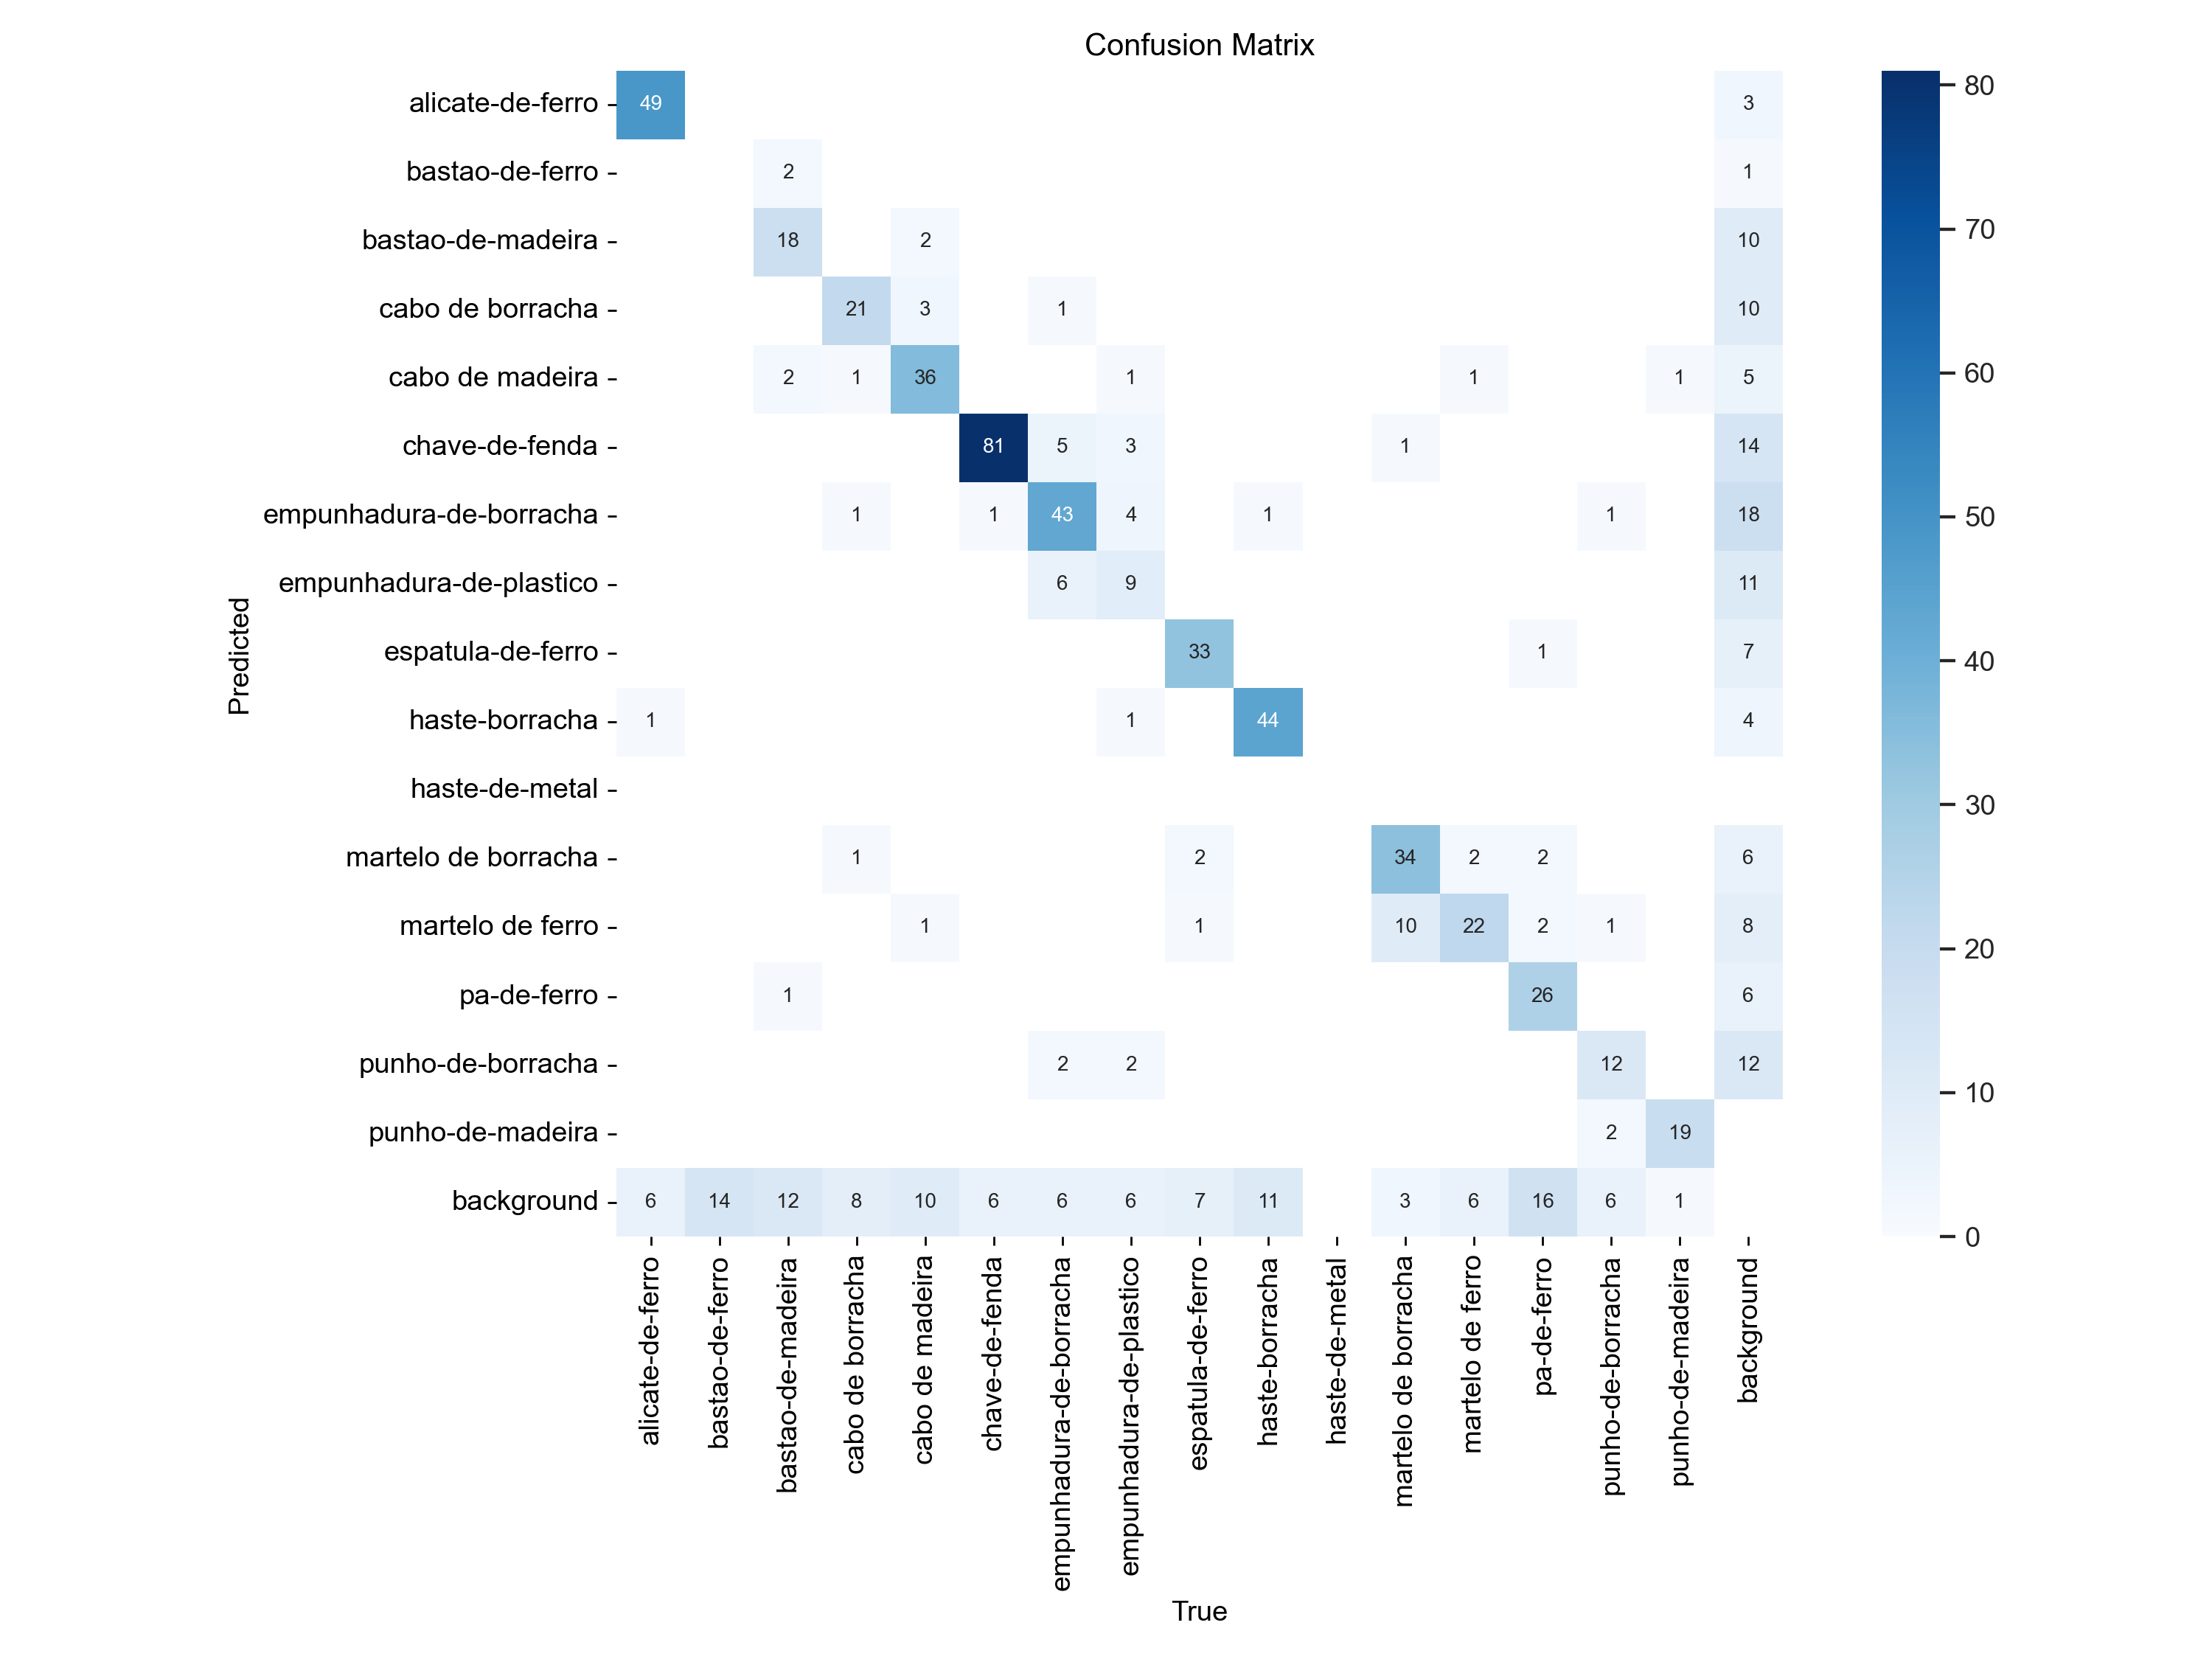 Confusion Matrix
alicate-de-ferro 49 3 80
bastao-de-ferro 2 1
bastao-de-madeira 18 2 10 70
cabo de borracha 21 3 1 10
cabo de madeira 2 1 36 1 1 1 5 60
chave-de-fenda 81 5 3 1 14
empunhadura-de-borracha 1 1 43 4 1 1 18 50
empunhadura-de-plastico 6 9 11
Predicted
espatula-de-ferro 33 1 7 40
haste-borracha 1 1 44 4
haste-de-metal 30
martelo de borracha 1 2 34 2 2 6
martelo de ferro 1 1 10 22 2 1 8 20
pa-de-ferro 1 26 6
punho-de-borracha 2 2 12 12 10
punho-de-madeira 2 19
background 6 14 12 8 10 6 6 6 7 11 3 6 16 6 1 0
alicate-de-ferro
bastao-de-ferro
bastao-de-madeira
cabo de borracha
cabo de madeira
chave-de-fenda
empunhadura-de-borracha
empunhadura-de-plastico
espatula-de-ferro
haste-borracha
haste-de-metal
martelo de borracha
martelo de ferro
pa-de-ferro
punho-de-borracha
punho-de-madeira
background
True